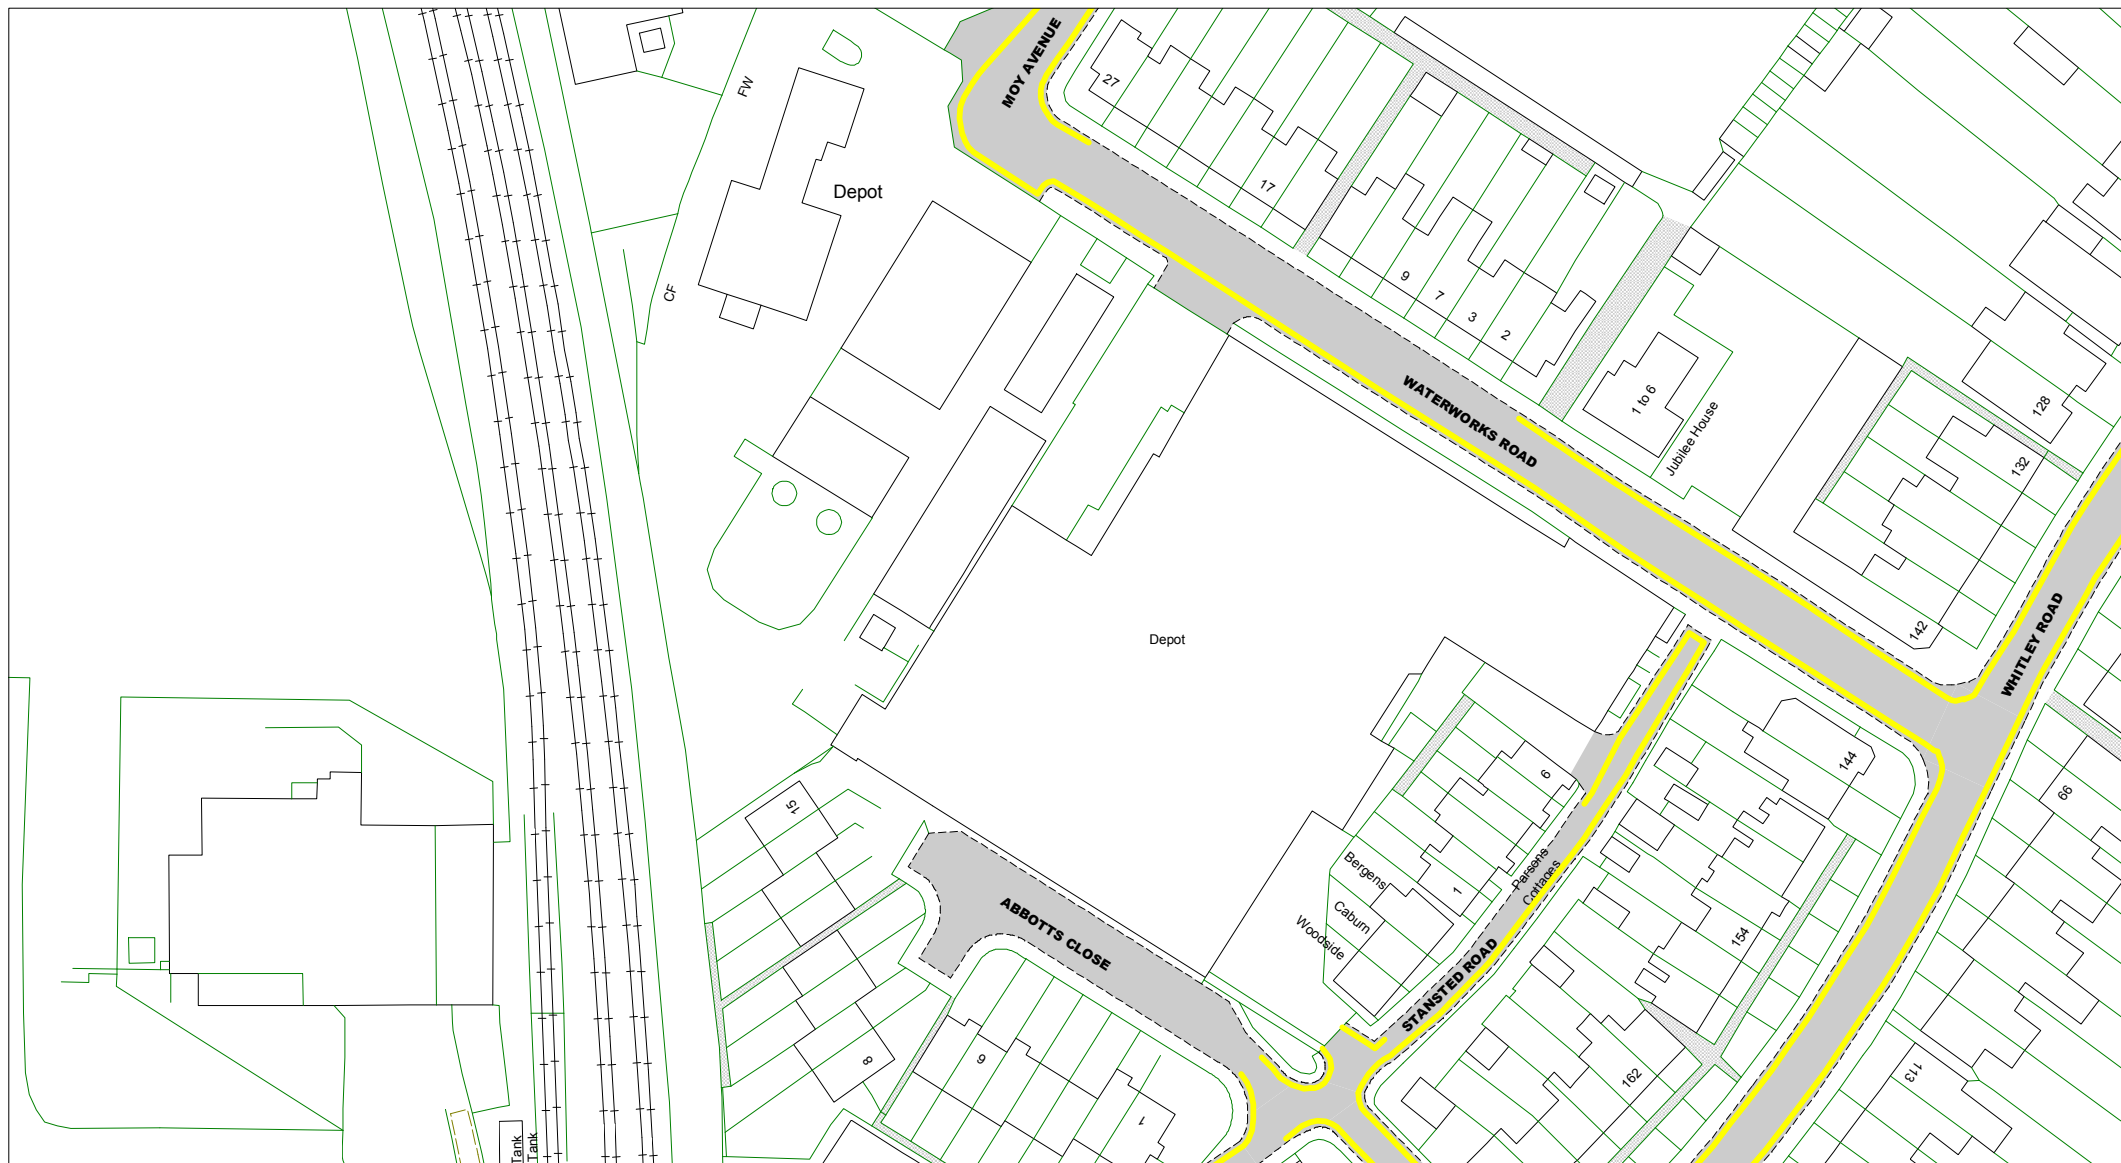 MOY AVENUE
27
FW
Depot
17
CF
9
7
3
2
WATERWORKS ROAD
1 to 6
Jubilee House
128
132
142
WHITLEY ROAD
Depot
144
66
15
6
Parsons
Cottages
1
Bergens
Caburn
Woodside
154
ABBOTTS CLOSE
STANSTED ROAD
8
6
1
162
113
Tank
Tank